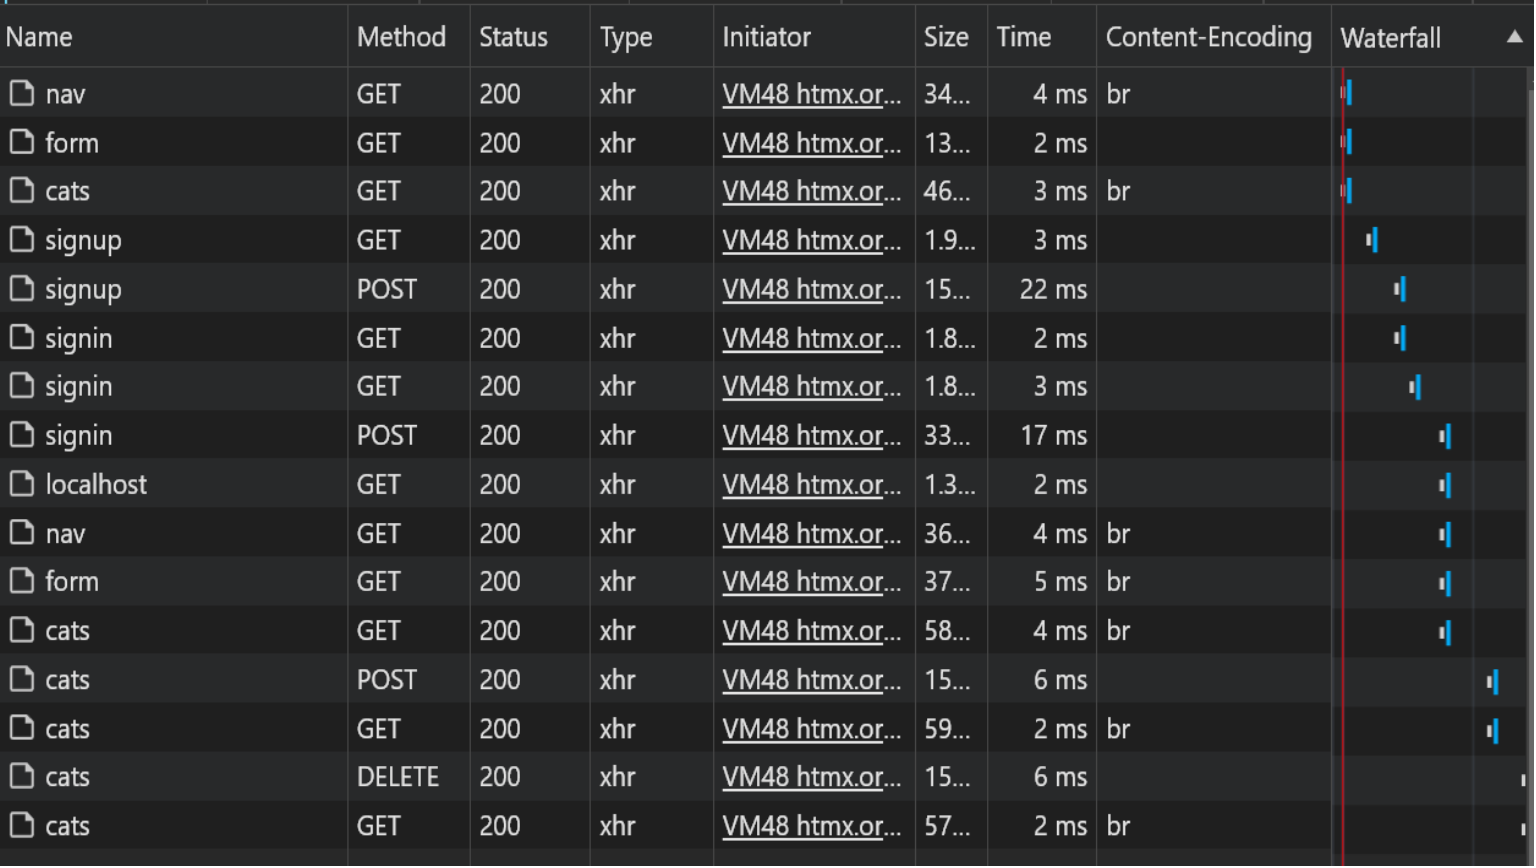 Name Method Status Type Initiator Size Time Content-Encoding Waterfall
nav GET 200 xhr VM48 htmx.or... 34... 4 ms br
form GET 200 xhr VM48 htmx.or... 13... 2 ms
cats GET 200 xhr VM48 htmx.or... 46... 3 ms br
signup GET 200 xhr VM48 htmx.or... 1.9... 3 ms
signup POST 200 xhr VM48 htmx.or... 15... 22 ms
signin GET 200 xhr VM48 htmx.or... 1.8... 2 ms
signin GET 200 xhr VM48 htmx.or... 1.8... 3 ms
signin POST 200 xhr VM48 htmx.or... 33... 17 ms
localhost GET 200 xhr VM48 htmx.or... 1.3... 2 ms
nav GET 200 xhr VM48 htmx.or... 36... 4 ms br
form GET 200 xhr VM48 htmx.or... 37... 5 ms br
cats GET 200 xhr VM48 htmx.or... 58... 4 ms br
cats POST 200 xhr VM48 htmx.or... 15... 6 ms
cats GET 200 xhr VM48 htmx.or... 59... 2 ms br
cats DELETE 200 xhr VM48 htmx.or... 15... 6 ms
cats GET 200 xhr VM48 htmx.or... 57... 2 ms br